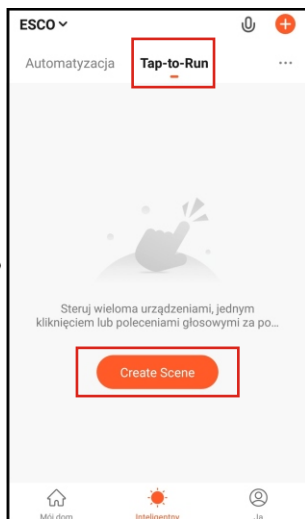 ESCO
Automatyzacja Tap-to-Run ...
Steruj wieloma urządzeniami, jednym
kliknięciem lub poleceniami głosowymi za po...
Create Scene
Mój dom Inteligentny Ja